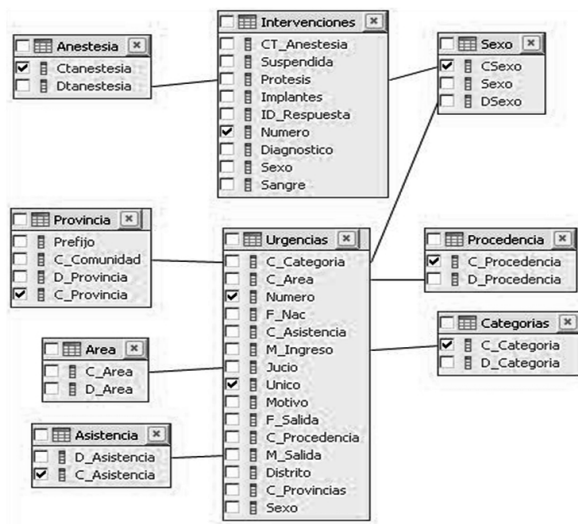 Anestesia
Ctanestesia
Dtanestesia
Intervenciones
CT_Anestesia
Suspendida
Protesis
Implantes
ID_Respuesta
Numero
Diagnostico
Sexo
Sangre
Sexo
CSexo
Sexo
DSexo
Provincia
Prefijo
C_Comunidad
D_Provincia
C_Provincia
Urgencias
C_Categoria
C_Area
Numero
F_Nac
C_Asistencia
M_Ingreso
Jucio
Unico
Motivo
F_Salida
C_Procedencia
M_Salida
Distrito
C_Provincias
Sexo
Procedencia
C_Procedencia
D_Procedencia
Categorias
C_Categoria
D_Categoria
Area
C_Area
D_Area
Asistencia
D_Asistencia
C_Asistencia